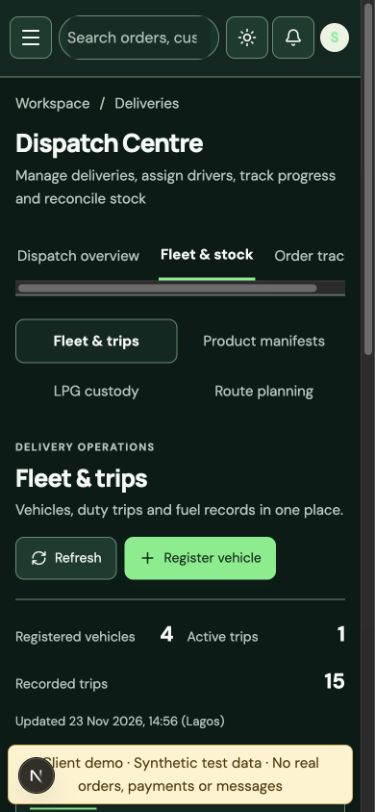 Search orders, cus
S
Workspace / Deliveries
Dispatch Centre
Manage deliveries, assign drivers, track progress
and reconcile stock
Dispatch overview Fleet & stock Order trac
Fleet & trips Product manifests
LPG custody Route planning
DELIVERY OPERATIONS
Fleet & trips
Vehicles, duty trips and fuel records in one place.
Refresh + Register vehicle
Registered vehicles 4 Active trips 1
Recorded trips 15
Updated 23 Nov 2026, 14:56 (Lagos)
Client demo · Synthetic test data · No real
orders, payments or messages
N